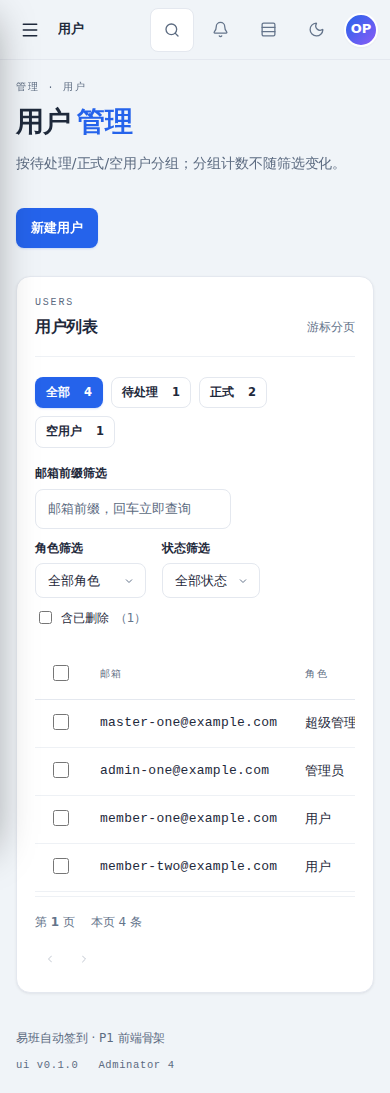 用户
OP
管理 · 用户
用户 管理
按待处理/正式/空用户分组；分组计数不随筛选变化。
新建用户
USERS
用户列表
游标分页
全部 4 待处理 1 正式 2
空用户 1
邮箱前缀筛选
邮箱前缀，回车立即查询
角色筛选 状态筛选
全部角色 全部状态
含已删除 （1）
邮箱 角色
master-one@example.com 超级管理
admin-one@example.com 管理员
member-one@example.com 用户
member-two@example.com 用户
第 1 页 本页 4 条
‹ ›
易班自动签到 · P1 前端骨架
ui v0.1.0 Adminator 4